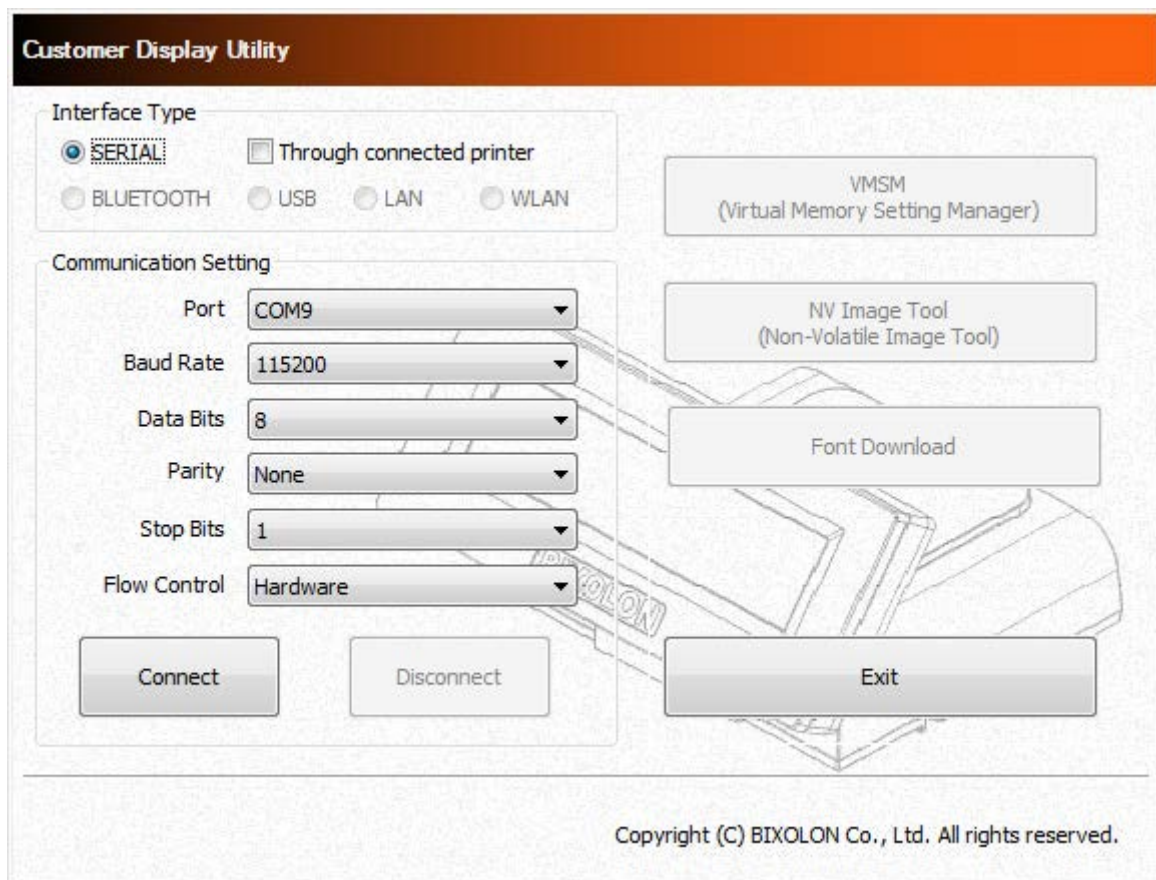 Customer Display Utility
Interface Type
SERIAL Through connected printer
BLUETOOTH USB LAN WLAN
VMSM
(Virtual Memory Setting Manager)
Communication Setting
Port COM9
NV Image Tool
(Non-Volatile Image Tool)
Baud Rate 115200
Data Bits 8
Font Download
Parity None
Stop Bits 1
Flow Control Hardware
BIXOLON
Connect Disconnect Exit
Copyright (C) BIXOLON Co., Ltd. All rights reserved.